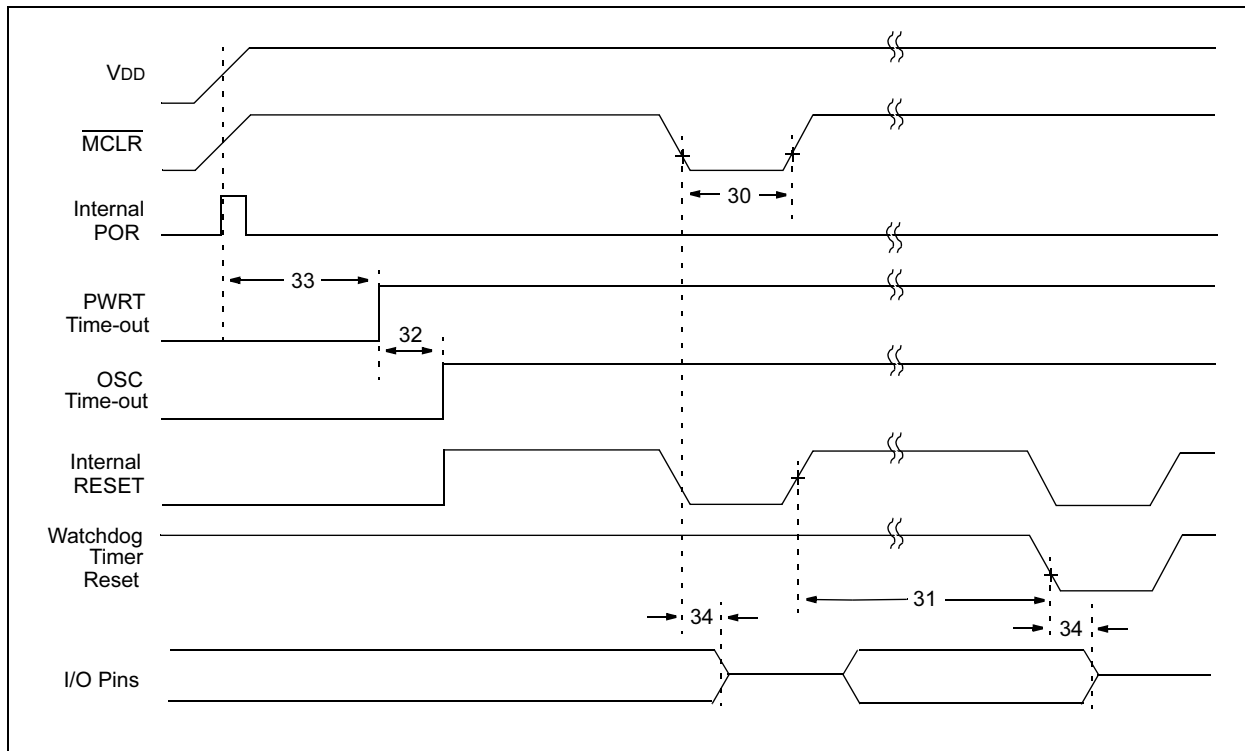 VDD
MCLR
30
Internal
POR
33
PWRT
Time-out
32
OSC
Time-out
Internal
RESET
Watchdog
Timer
Reset
31
34
34
I/O Pins